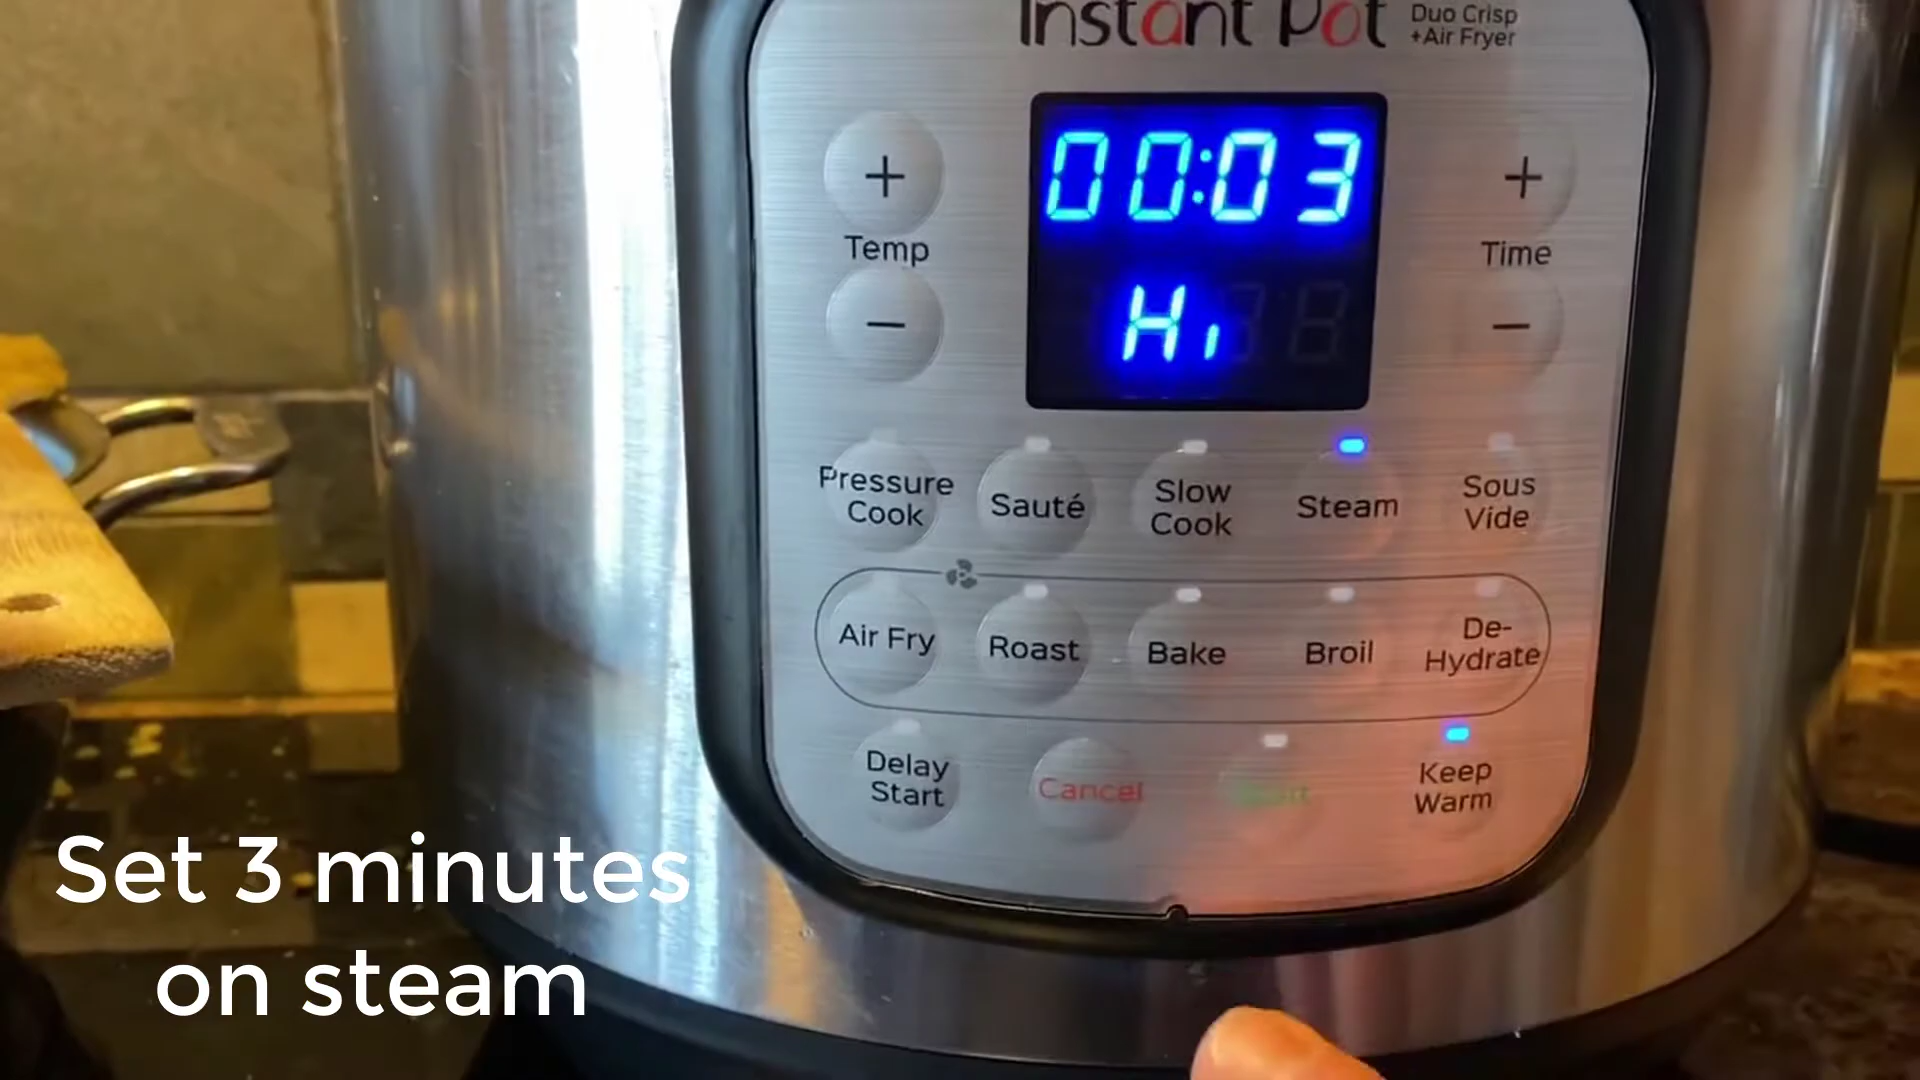 Instant Pot
Duo Crisp
+Air Fryer
00:03
Hi
+
+
Temp
Time
−
−
Pressure
Cook
Sauté
Slow
Cook
Steam
Sous
Vide
Air Fry
Roast
Bake
Broil
De-
Hydrate
Delay
Start
Cancel
Start
Keep
Warm
Set 3 minutes
on steam